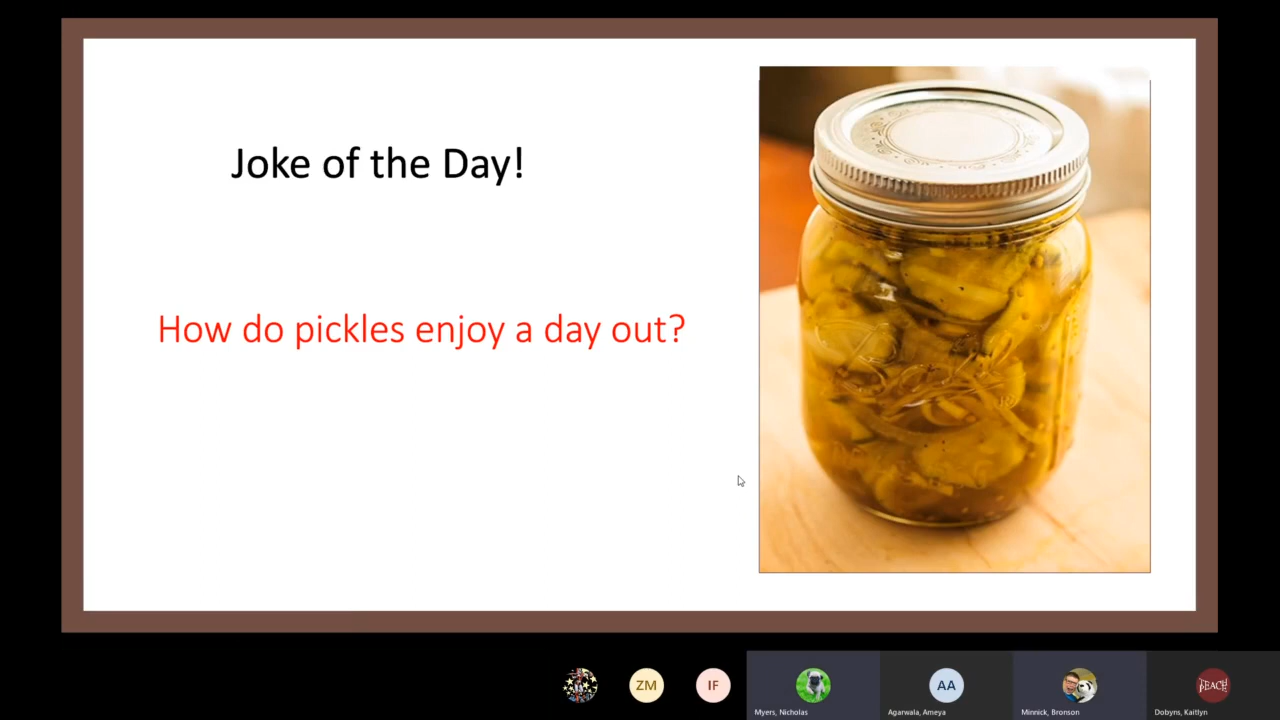 Joke of the Day!
How do pickles enjoy a day out?
ZM
IF
AA
TEACH
Myers, Nicholas
Agarwala, Ameya
Minnick, Bronson
Dobyns, Kaitlyn